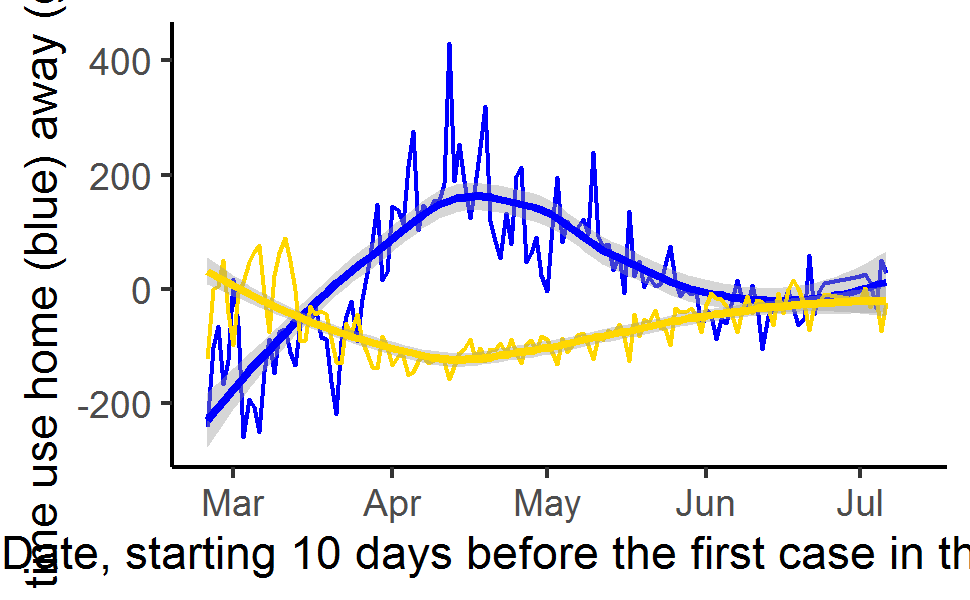 time use home (blue) away (
400
200
0
-200
Mar Apr May Jun Jul
Date, starting 10 days before the first case in th